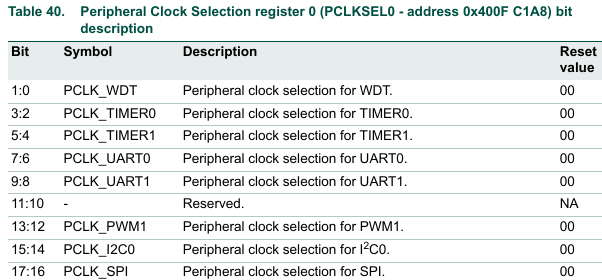 Table 40. Peripheral Clock Selection register 0 (PCLKSEL0 - address 0x400F C1A8) bit
description
Bit Symbol Description Reset
value
1:0 PCLK_WDT Peripheral clock selection for WDT. 00
3:2 PCLK_TIMER0 Peripheral clock selection for TIMER0. 00
5:4 PCLK_TIMER1 Peripheral clock selection for TIMER1. 00
7:6 PCLK_UART0 Peripheral clock selection for UART0. 00
9:8 PCLK_UART1 Peripheral clock selection for UART1. 00
11:10 - Reserved. NA
13:12 PCLK_PWM1 Peripheral clock selection for PWM1. 00
15:14 PCLK_I2C0 Peripheral clock selection for I²C0. 00
17:16 PCLK_SPI Peripheral clock selection for SPI. 00